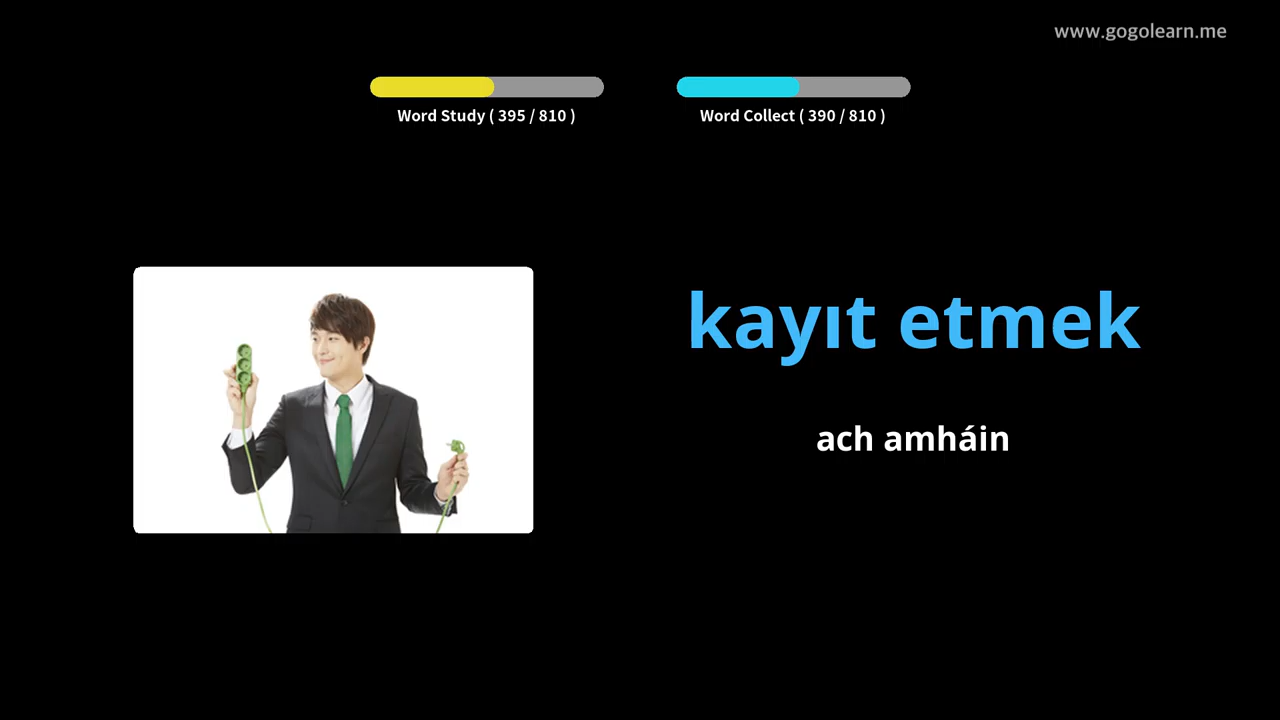 www.gogolearn.me
Word Study ( 395 / 810 )
Word Collect ( 390 / 810 )
kayıt etmek
ach amháin